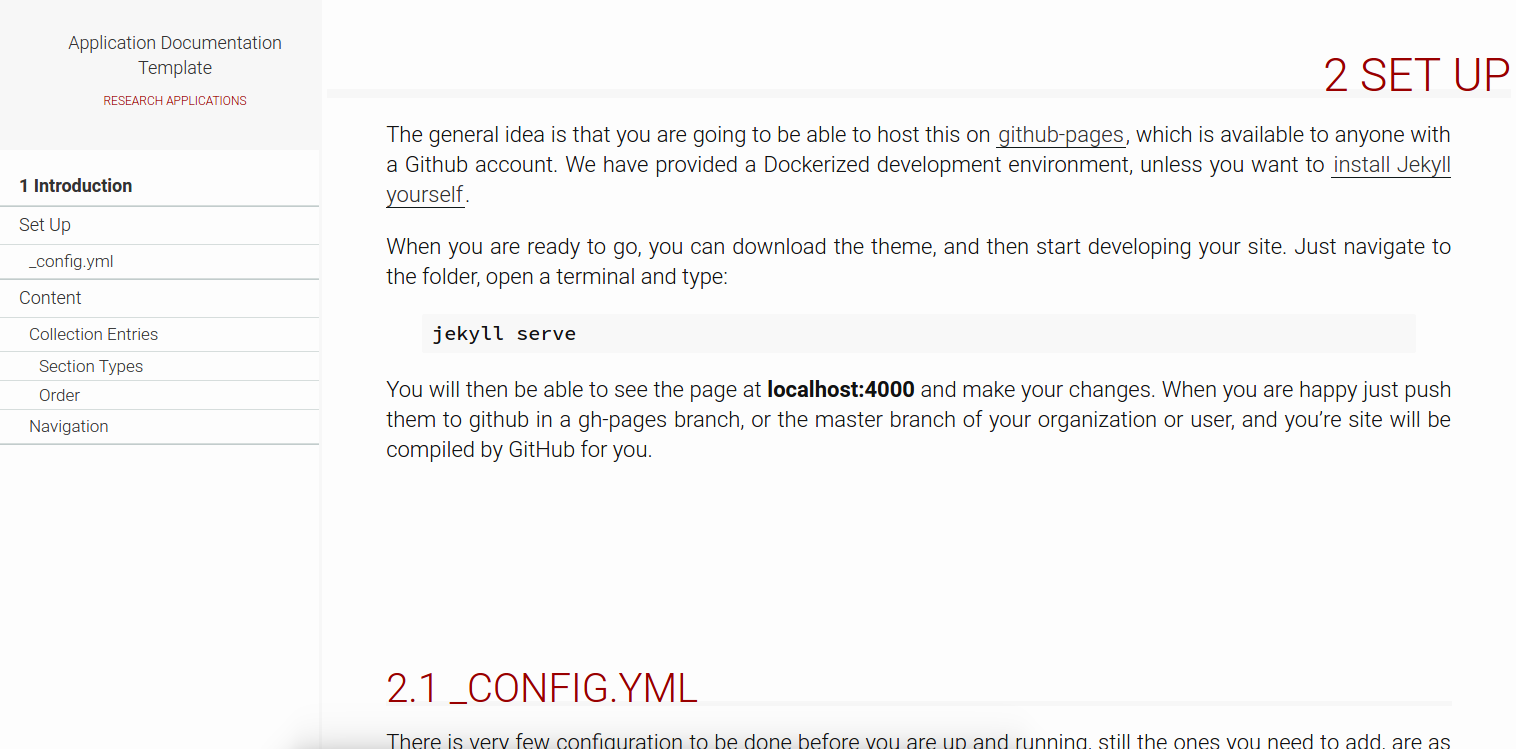 Application Documentation
Template
RESEARCH APPLICATIONS
1 Introduction
Set Up
_config.yml
Content
Collection Entries
Section Types
Order
Navigation
2 SET UP
The general idea is that you are going to be able to host this on github-pages, which is available to anyone with
a Github account. We have provided a Dockerized development environment, unless you want to install Jekyll
yourself.
When you are ready to go, you can download the theme, and then start developing your site. Just navigate to
the folder, open a terminal and type:
jekyll serve
You will then be able to see the page at localhost:4000 and make your changes. When you are happy just push
them to github in a gh-pages branch, or the master branch of your organization or user, and you’re site will be
compiled by GitHub for you.
2.1 _CONFIG.YML
There is very few configuration to be done before you are up and running, still the ones you need to add, are as